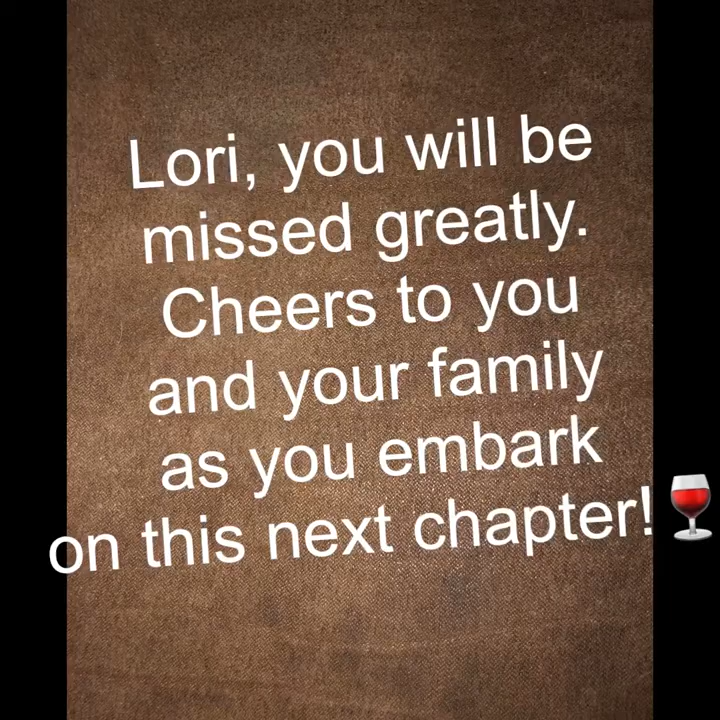 Lori, you will be
missed greatly.
Cheers to you
and your family
as you embark
on this next chapter!🍷